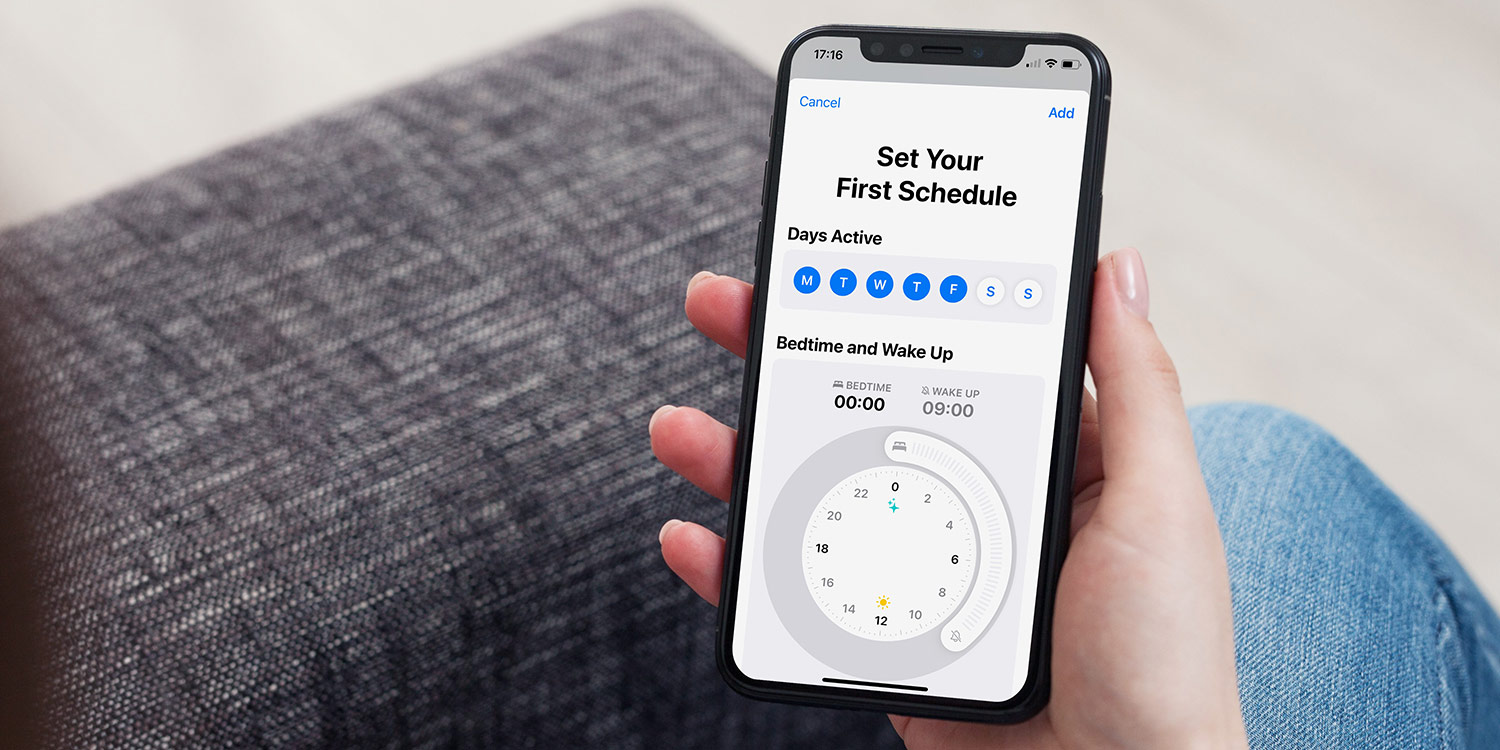 17:16
Cancel
Add
Set Your
First Schedule
Days Active
M T W T F S S
Bedtime and Wake Up
BEDTIME WAKE UP
00:00 09:00
0
22 2
20 4
18 6
16 8
14 10
12